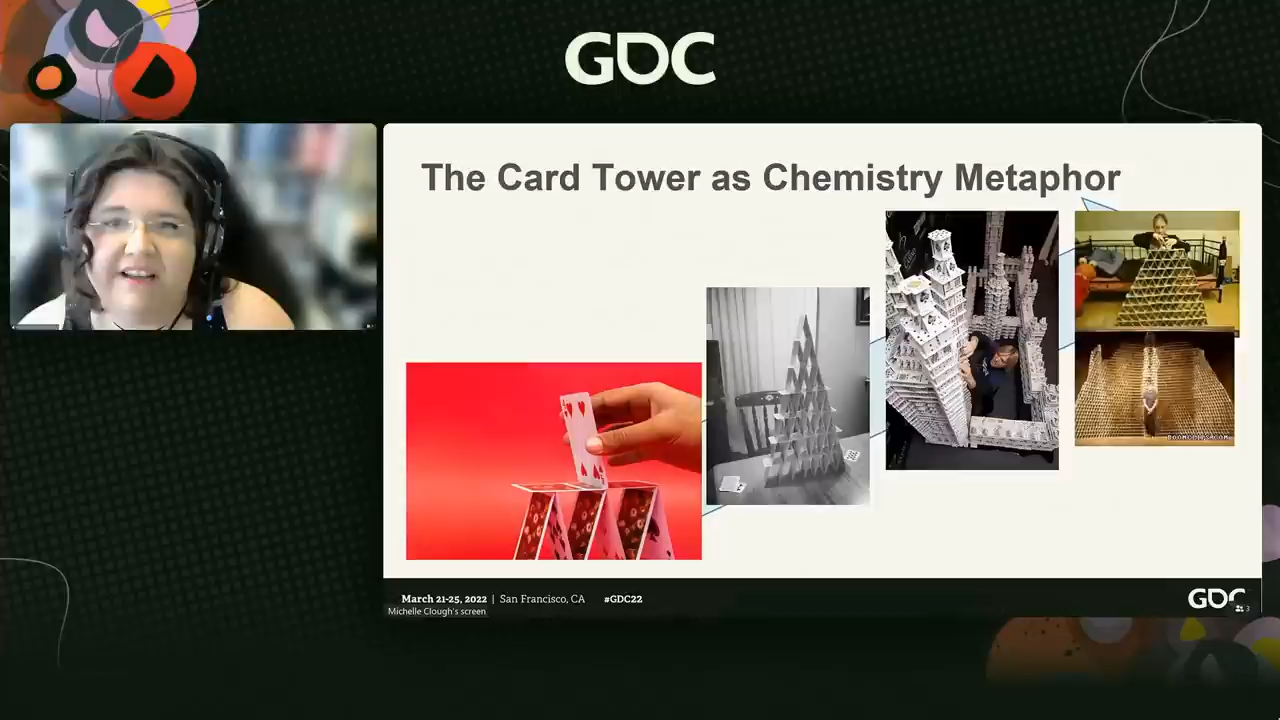 GDC
The Card Tower as Chemistry Metaphor
March 21-25, 2022 | San Francisco, CA #GDC22
Michelle Clough's screen
GDC
3